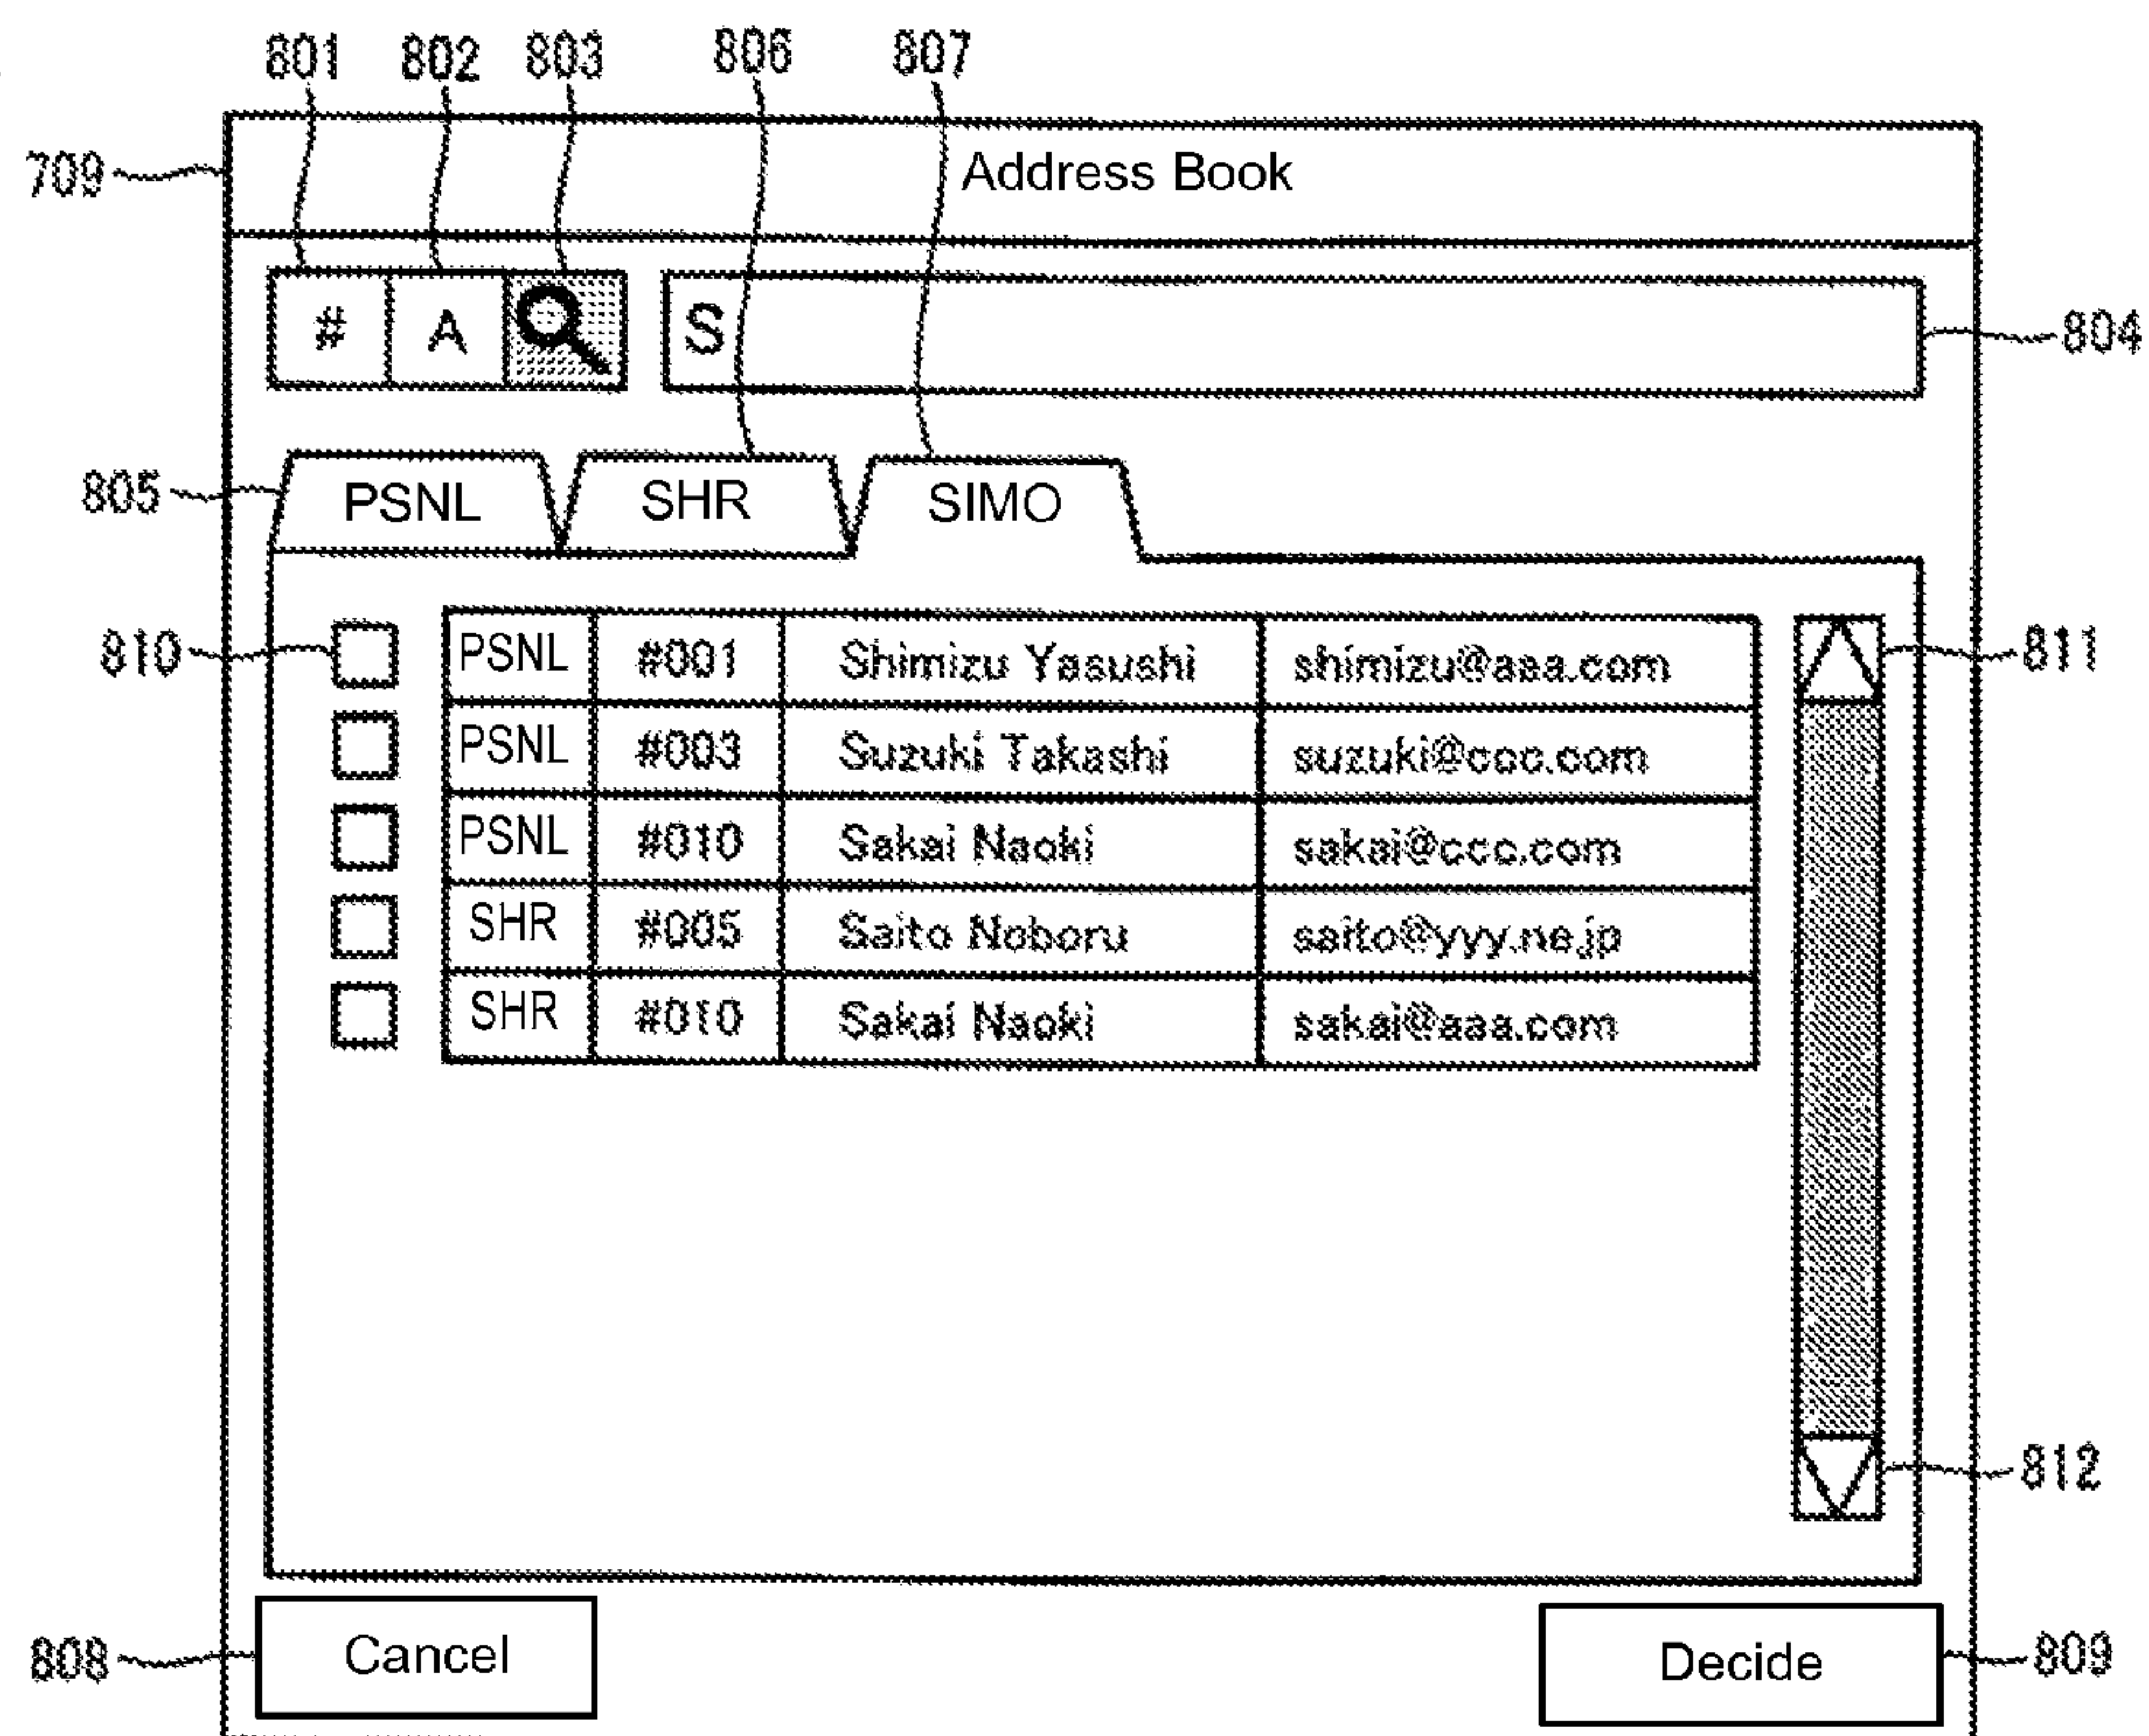 801 802 803 806 807
709 Address Book
# A S 804
805 PSNL SHR SIMO
810 PSNL #001 Shimizu Yasushi shimizu@aaa.com 811
PSNL #003 Suzuki Takashi suzuki@ccc.com
PSNL #010 Sakai Naoki sakai@ccc.com
SHR #005 Saito Noboru saito@yyy.ne.jp
SHR #010 Sakai Naoki sakai@aaa.com
812
808 Cancel Decide 809